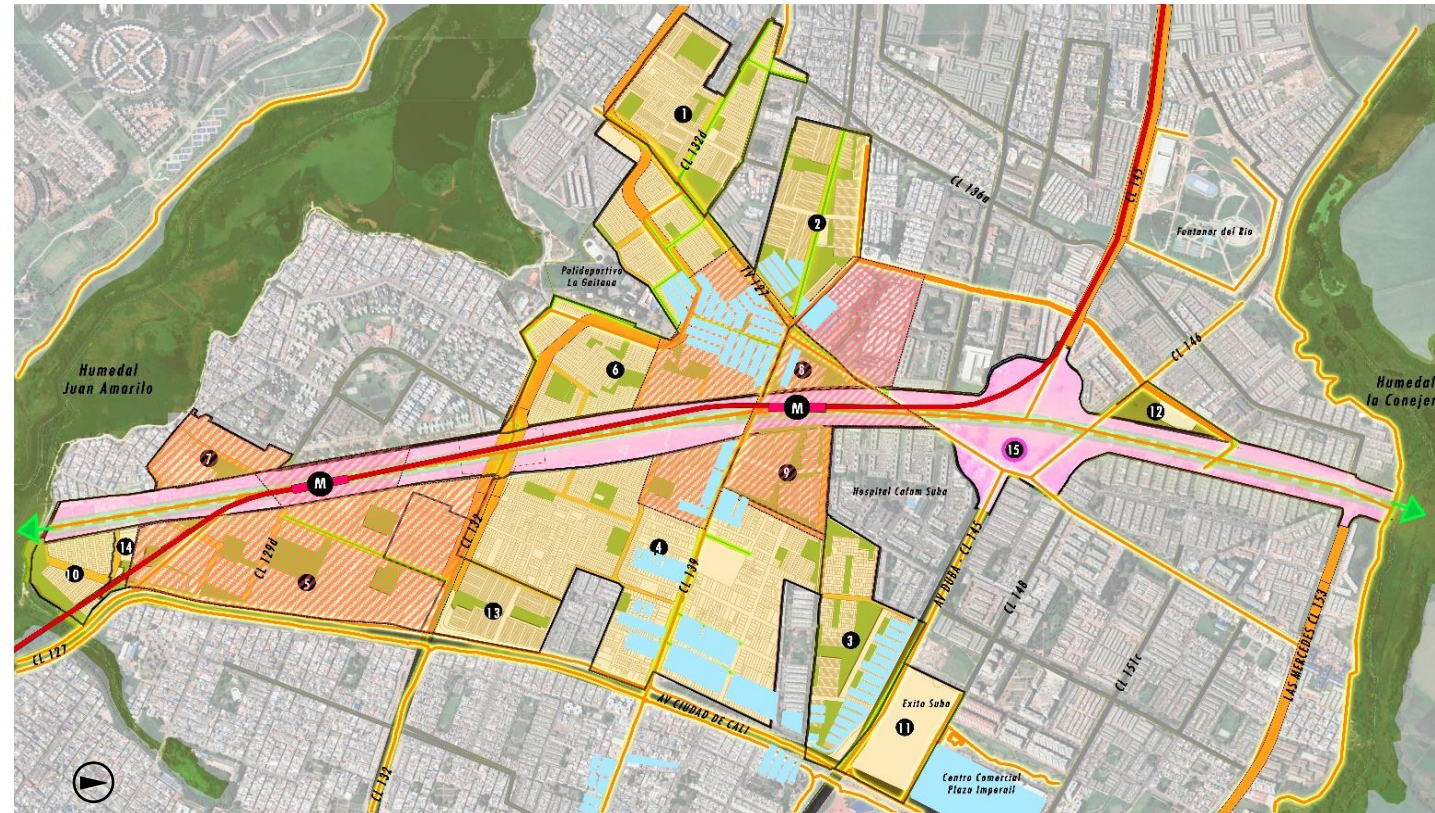 1
CL 132d
2
CL 136a
CL 145
Fontanar del Rio
Polideportivo
La Gaitana
TV 127
Humedal
Juan Amarilo
6
8
CL 146
Humedal
la Conejer
M
12
7
M
9
15
Hospital Cafam Suba
CL 132
14
CL 129d
4
CL 139
10
5
AV SUBA - CL 145
CL 148
13
CL 127
3
CL 151c
LAS MERCEDES CL 153
AV CIUDAD DE CALI
Exito Suba
11
CL 132
Centro Comercial
Plaza Imperail